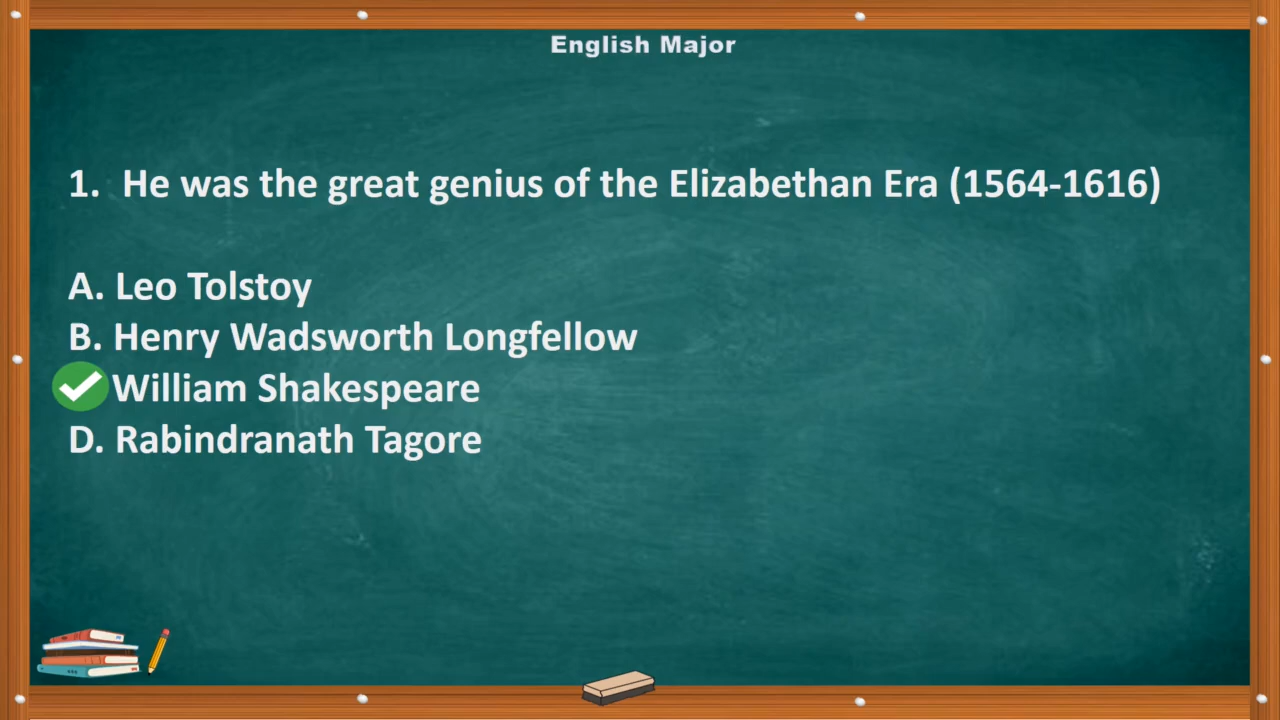 English Major
1. He was the great genius of the Elizabethan Era (1564-1616)
A. Leo Tolstoy
B. Henry Wadsworth Longfellow
William Shakespeare
D. Rabindranath Tagore